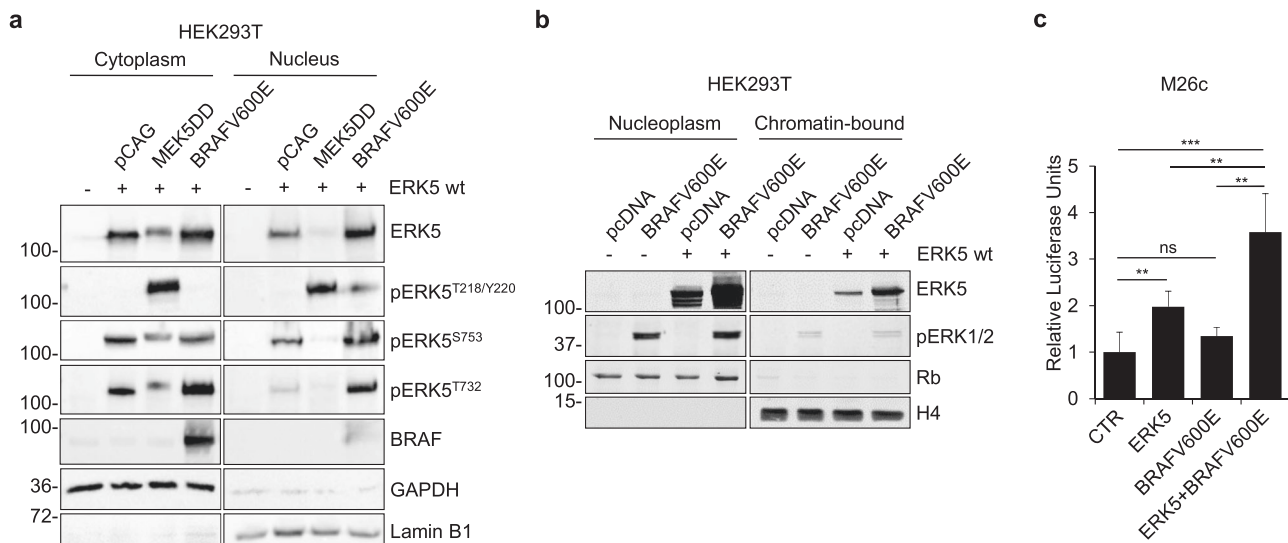 a
HEK293T
Cytoplasm Nucleus
pCAG MEK5DD BRAFV600E pCAG MEK5DD BRAFV600E
- + + + - + + + ERK5 wt
100- ERK5
100- pERK5T218/Y220
100- pERK5S753
100- pERK5T732
100- BRAF
36- GAPDH
72- Lamin B1
b
HEK293T
Nucleoplasm Chromatin-bound
pcDNA BRAFV600E pcDNA BRAFV600E pcDNA BRAFV600E pcDNA BRAFV600E
- - + + - - + + ERK5 wt
100- ERK5
37- pERK1/2
100- Rb
15- H4
c
M26c
***
**
**
ns
**
Relative Luciferase Units
5
4
3
2
1
0
CTR
ERK5
BRAFV600E
ERK5+BRAFV600E